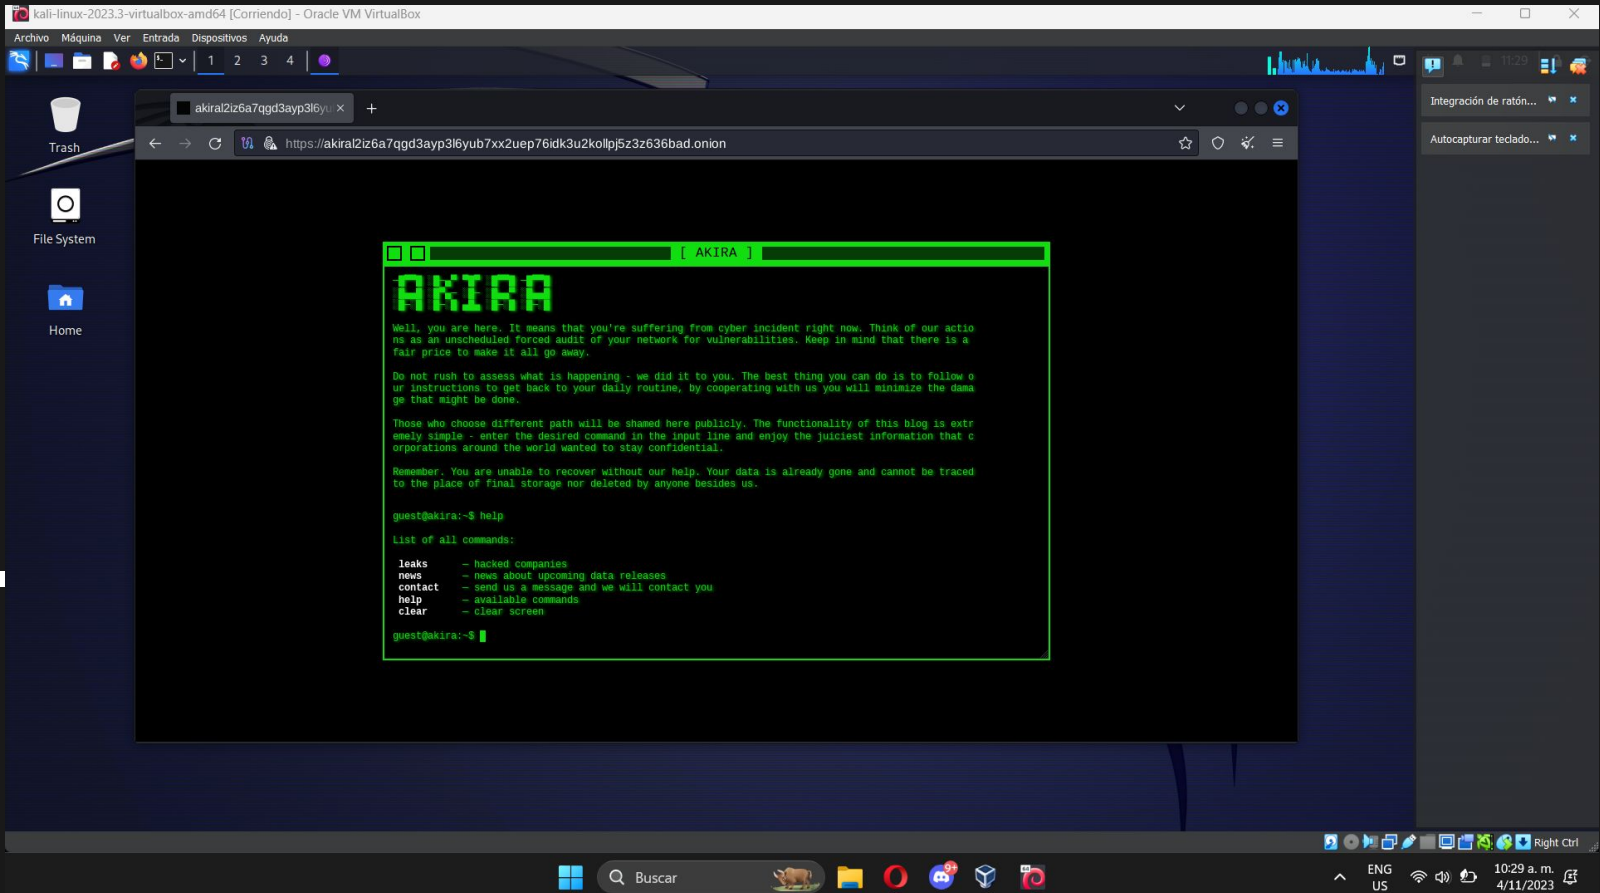 kali-linux-2023.3-virtualbox-amd64 [Corriendo] - Oracle VM VirtualBox
Archivo Máquina Ver Entrada Dispositivos Ayuda
1 2 3 4
11:29
Trash
File System
Home
akiral2iz6a7qgd3ayp3l6yu
https://akiral2iz6a7qgd3ayp3l6yub7xx2uep76idk3u2kollpj5z3z636bad.onion
Integración de ratón...
Autocapturar teclado...
[ AKIRA ]
AKIRA
Well, you are here. It means that you're suffering from cyber incident right now. Think of our actio
ns as an unscheduled forced audit of your network for vulnerabilities. Keep in mind that there is a
fair price to make it all go away.
Do not rush to assess what is happening - we did it to you. The best thing you can do is to follow o
ur instructions to get back to your daily routine, by cooperating with us you will minimize the dama
ge that might be done.
Those who choose different path will be shamed here publicly. The functionality of this blog is extr
emely simple - enter the desired command in the input line and enjoy the juiciest information that c
orporations around the world wanted to stay confidential.
Remember. You are unable to recover without our help. Your data is already gone and cannot be traced
to the place of final storage nor deleted by anyone besides us.
guest@akira:~$ help
List of all commands:
leaks – hacked companies
news – news about upcoming data releases
contact – send us a message and we will contact you
help – available commands
clear – clear screen
guest@akira:~$
Right Ctrl
Buscar
9+
ENG
US
10:29 a. m.
4/11/2023